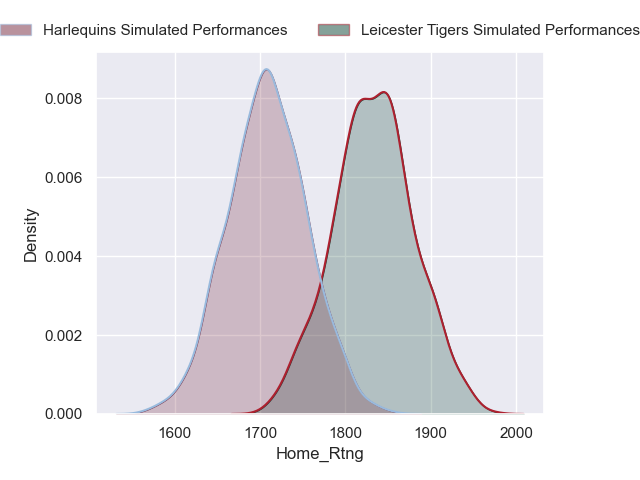 Harlequins Simulated Performances Leicester Tigers Simulated Performances
0.008
0.006
0.004
0.002
0.000
Density
1600 1700 1800 1900 2000
Home_Rtng